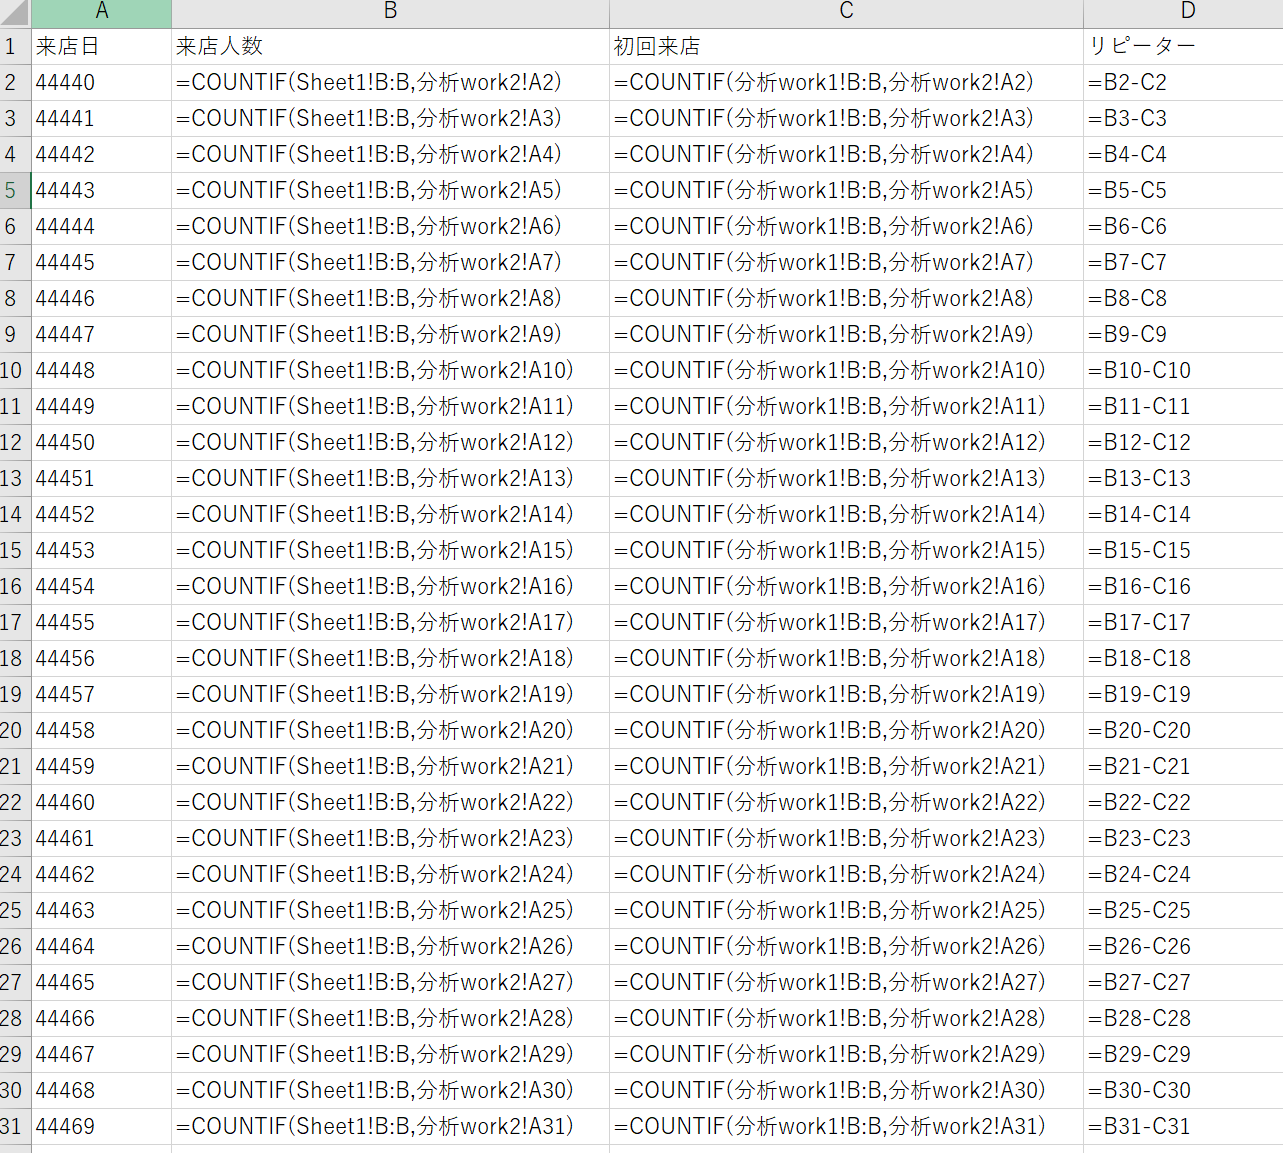 A B C D
1 来店日 来店人数 初回来店 リピーター
2 44440 =COUNTIF(Sheet1!B:B,分析work2!A2) =COUNTIF(分析work1!B:B,分析work2!A2) =B2-C2
3 44441 =COUNTIF(Sheet1!B:B,分析work2!A3) =COUNTIF(分析work1!B:B,分析work2!A3) =B3-C3
4 44442 =COUNTIF(Sheet1!B:B,分析work2!A4) =COUNTIF(分析work1!B:B,分析work2!A4) =B4-C4
5 44443 =COUNTIF(Sheet1!B:B,分析work2!A5) =COUNTIF(分析work1!B:B,分析work2!A5) =B5-C5
6 44444 =COUNTIF(Sheet1!B:B,分析work2!A6) =COUNTIF(分析work1!B:B,分析work2!A6) =B6-C6
7 44445 =COUNTIF(Sheet1!B:B,分析work2!A7) =COUNTIF(分析work1!B:B,分析work2!A7) =B7-C7
8 44446 =COUNTIF(Sheet1!B:B,分析work2!A8) =COUNTIF(分析work1!B:B,分析work2!A8) =B8-C8
9 44447 =COUNTIF(Sheet1!B:B,分析work2!A9) =COUNTIF(分析work1!B:B,分析work2!A9) =B9-C9
10 44448 =COUNTIF(Sheet1!B:B,分析work2!A10) =COUNTIF(分析work1!B:B,分析work2!A10) =B10-C10
11 44449 =COUNTIF(Sheet1!B:B,分析work2!A11) =COUNTIF(分析work1!B:B,分析work2!A11) =B11-C11
12 44450 =COUNTIF(Sheet1!B:B,分析work2!A12) =COUNTIF(分析work1!B:B,分析work2!A12) =B12-C12
13 44451 =COUNTIF(Sheet1!B:B,分析work2!A13) =COUNTIF(分析work1!B:B,分析work2!A13) =B13-C13
14 44452 =COUNTIF(Sheet1!B:B,分析work2!A14) =COUNTIF(分析work1!B:B,分析work2!A14) =B14-C14
15 44453 =COUNTIF(Sheet1!B:B,分析work2!A15) =COUNTIF(分析work1!B:B,分析work2!A15) =B15-C15
16 44454 =COUNTIF(Sheet1!B:B,分析work2!A16) =COUNTIF(分析work1!B:B,分析work2!A16) =B16-C16
17 44455 =COUNTIF(Sheet1!B:B,分析work2!A17) =COUNTIF(分析work1!B:B,分析work2!A17) =B17-C17
18 44456 =COUNTIF(Sheet1!B:B,分析work2!A18) =COUNTIF(分析work1!B:B,分析work2!A18) =B18-C18
19 44457 =COUNTIF(Sheet1!B:B,分析work2!A19) =COUNTIF(分析work1!B:B,分析work2!A19) =B19-C19
20 44458 =COUNTIF(Sheet1!B:B,分析work2!A20) =COUNTIF(分析work1!B:B,分析work2!A20) =B20-C20
21 44459 =COUNTIF(Sheet1!B:B,分析work2!A21) =COUNTIF(分析work1!B:B,分析work2!A21) =B21-C21
22 44460 =COUNTIF(Sheet1!B:B,分析work2!A22) =COUNTIF(分析work1!B:B,分析work2!A22) =B22-C22
23 44461 =COUNTIF(Sheet1!B:B,分析work2!A23) =COUNTIF(分析work1!B:B,分析work2!A23) =B23-C23
24 44462 =COUNTIF(Sheet1!B:B,分析work2!A24) =COUNTIF(分析work1!B:B,分析work2!A24) =B24-C24
25 44463 =COUNTIF(Sheet1!B:B,分析work2!A25) =COUNTIF(分析work1!B:B,分析work2!A25) =B25-C25
26 44464 =COUNTIF(Sheet1!B:B,分析work2!A26) =COUNTIF(分析work1!B:B,分析work2!A26) =B26-C26
27 44465 =COUNTIF(Sheet1!B:B,分析work2!A27) =COUNTIF(分析work1!B:B,分析work2!A27) =B27-C27
28 44466 =COUNTIF(Sheet1!B:B,分析work2!A28) =COUNTIF(分析work1!B:B,分析work2!A28) =B28-C28
29 44467 =COUNTIF(Sheet1!B:B,分析work2!A29) =COUNTIF(分析work1!B:B,分析work2!A29) =B29-C29
30 44468 =COUNTIF(Sheet1!B:B,分析work2!A30) =COUNTIF(分析work1!B:B,分析work2!A30) =B30-C30
31 44469 =COUNTIF(Sheet1!B:B,分析work2!A31) =COUNTIF(分析work1!B:B,分析work2!A31) =B31-C31